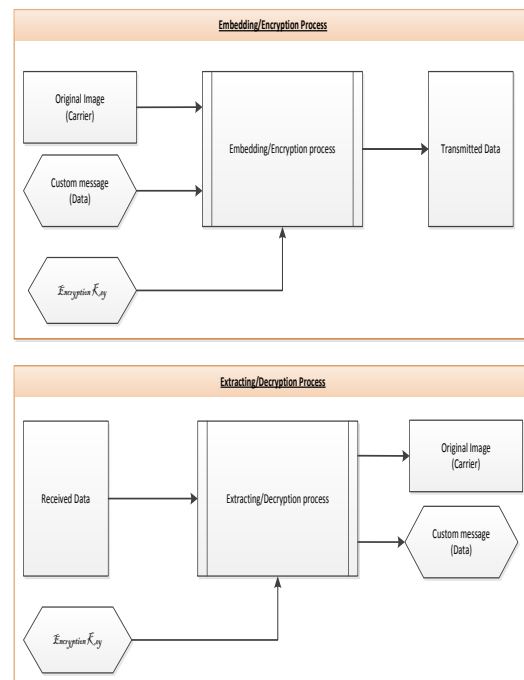 Embedding/Encryption Process
Original Image
(Carrier)
Custom message
(Data)
Encryption Key
Embedding/Encryption process
Transmitted Data
Extracting/Decryption Process
Received Data
Encryption Key
Extracting/Decryption process
Original Image
(Carrier)
Custom message
(Data)